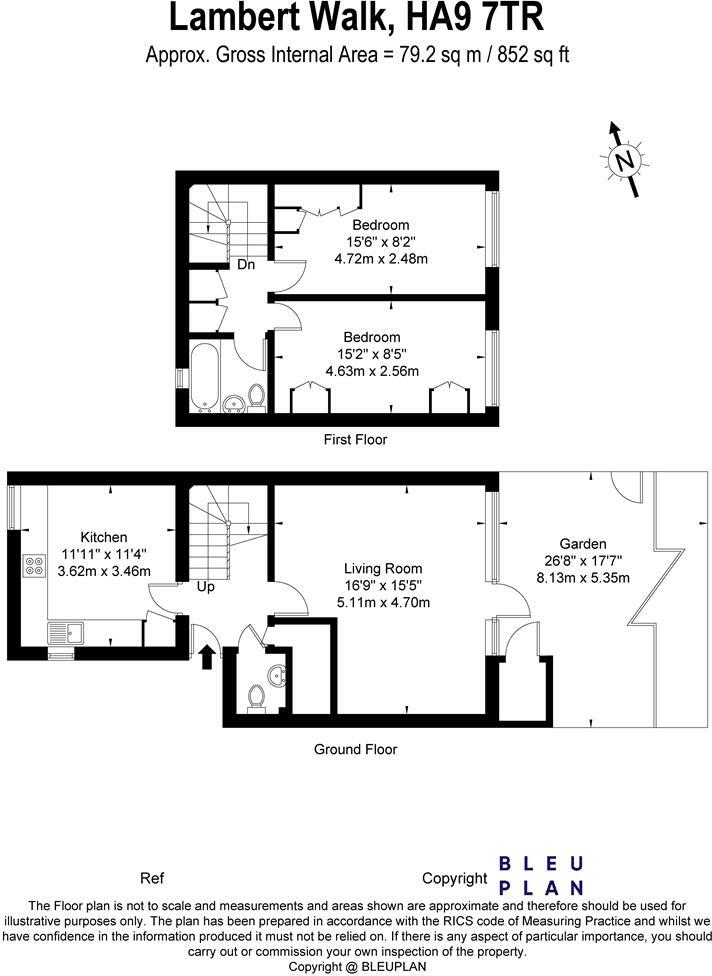 Lambert Walk, HA9 7TR
Approx. Gross Internal Area = 79.2 sq m / 852 sq ft
N
Bedroom
15'6" x 8'2"
4.72m x 2.48m
Dn
Bedroom
15'2" x 8'5"
4.63m x 2.56m
First Floor
Kitchen
11'11" x 11'4"
3.62m x 3.46m
Up
Living Room
16'9" x 15'5"
5.11m x 4.70m
Garden
26'8" x 17'7"
8.13m x 5.35m
Ground Floor
Ref
Copyright
BLEU
PLAN
The Floor plan is not to scale and measurements and areas shown are approximate and therefore should be used for
illustrative purposes only. The plan has been prepared in accordance with the RICS code of Measuring Practice and whilst we
have confidence in the information produced it must not be relied on. If there is any aspect of particular importance, you should
carry out or commission your own inspection of the property.
Copyright @ BLEUPLAN